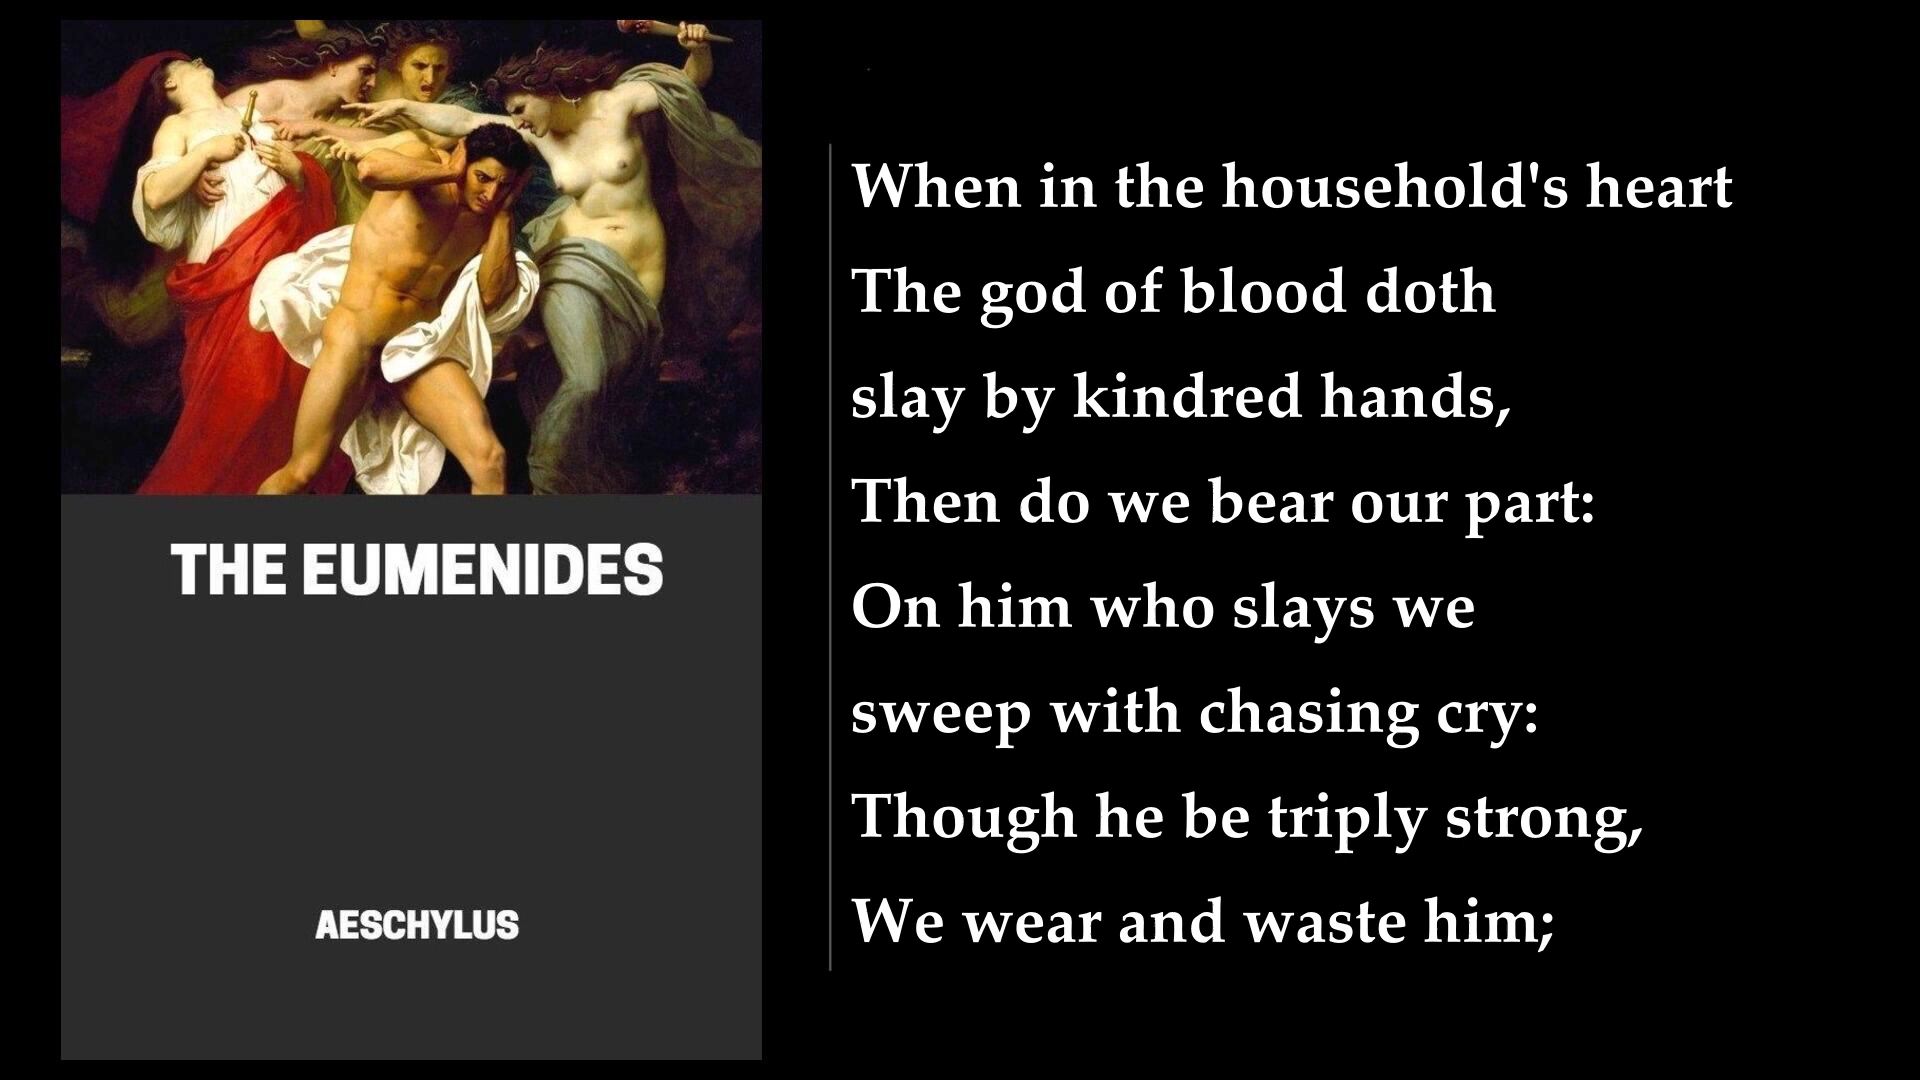 THE EUMENIDES
AESCHYLUS
When in the household's heart
The god of blood doth
slay by kindred hands,
Then do we bear our part:
On him who slays we
sweep with chasing cry:
Though he be triply strong,
We wear and waste him;